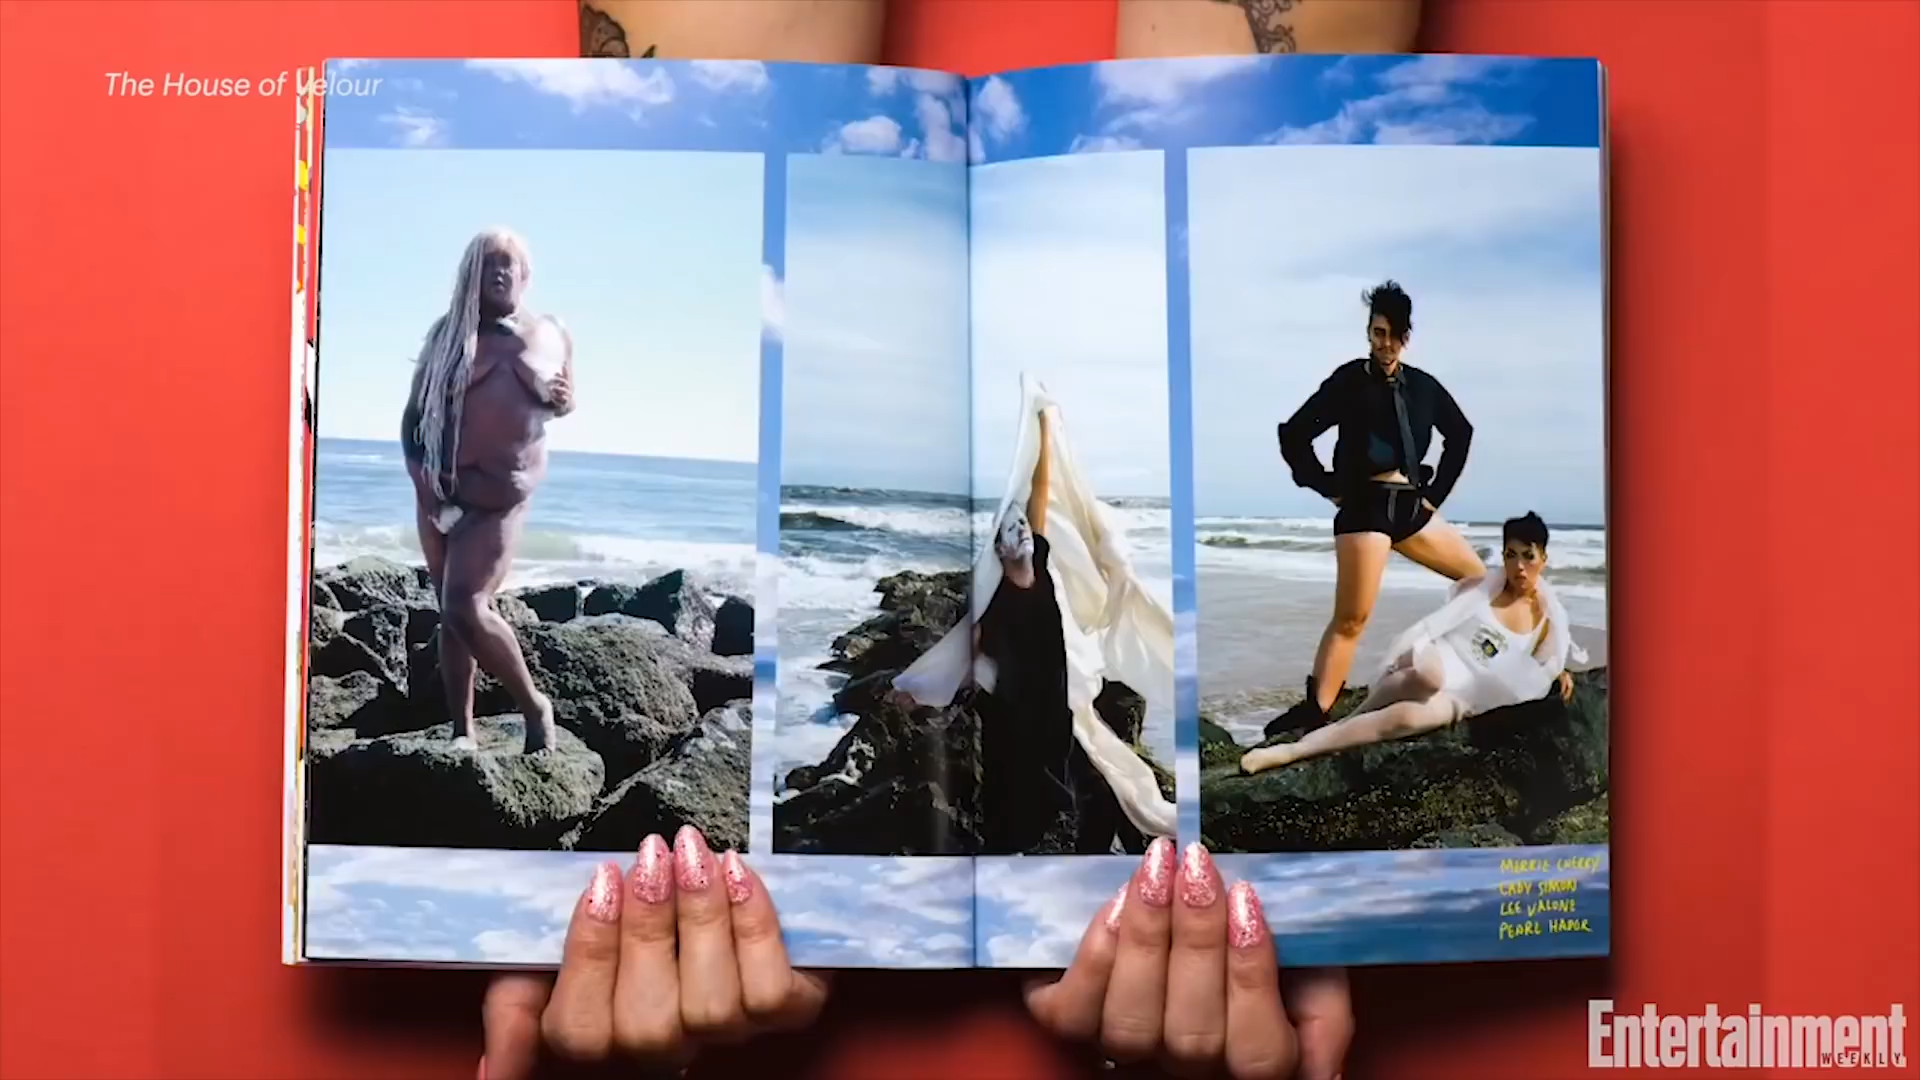 The House of Velour
MERRIE CHERRY
LADY SIMON
LEE VALONE
PEARL HARBOR
Entertainment
WEEKLY